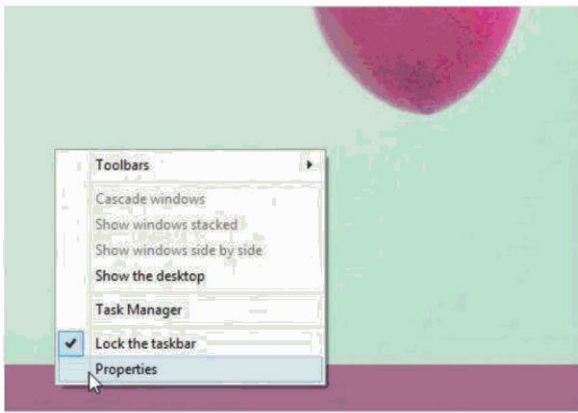 Toolbars
Cascade windows
Show windows stacked
Show windows side by side
Show the desktop
Task Manager
Lock the taskbar
Properties